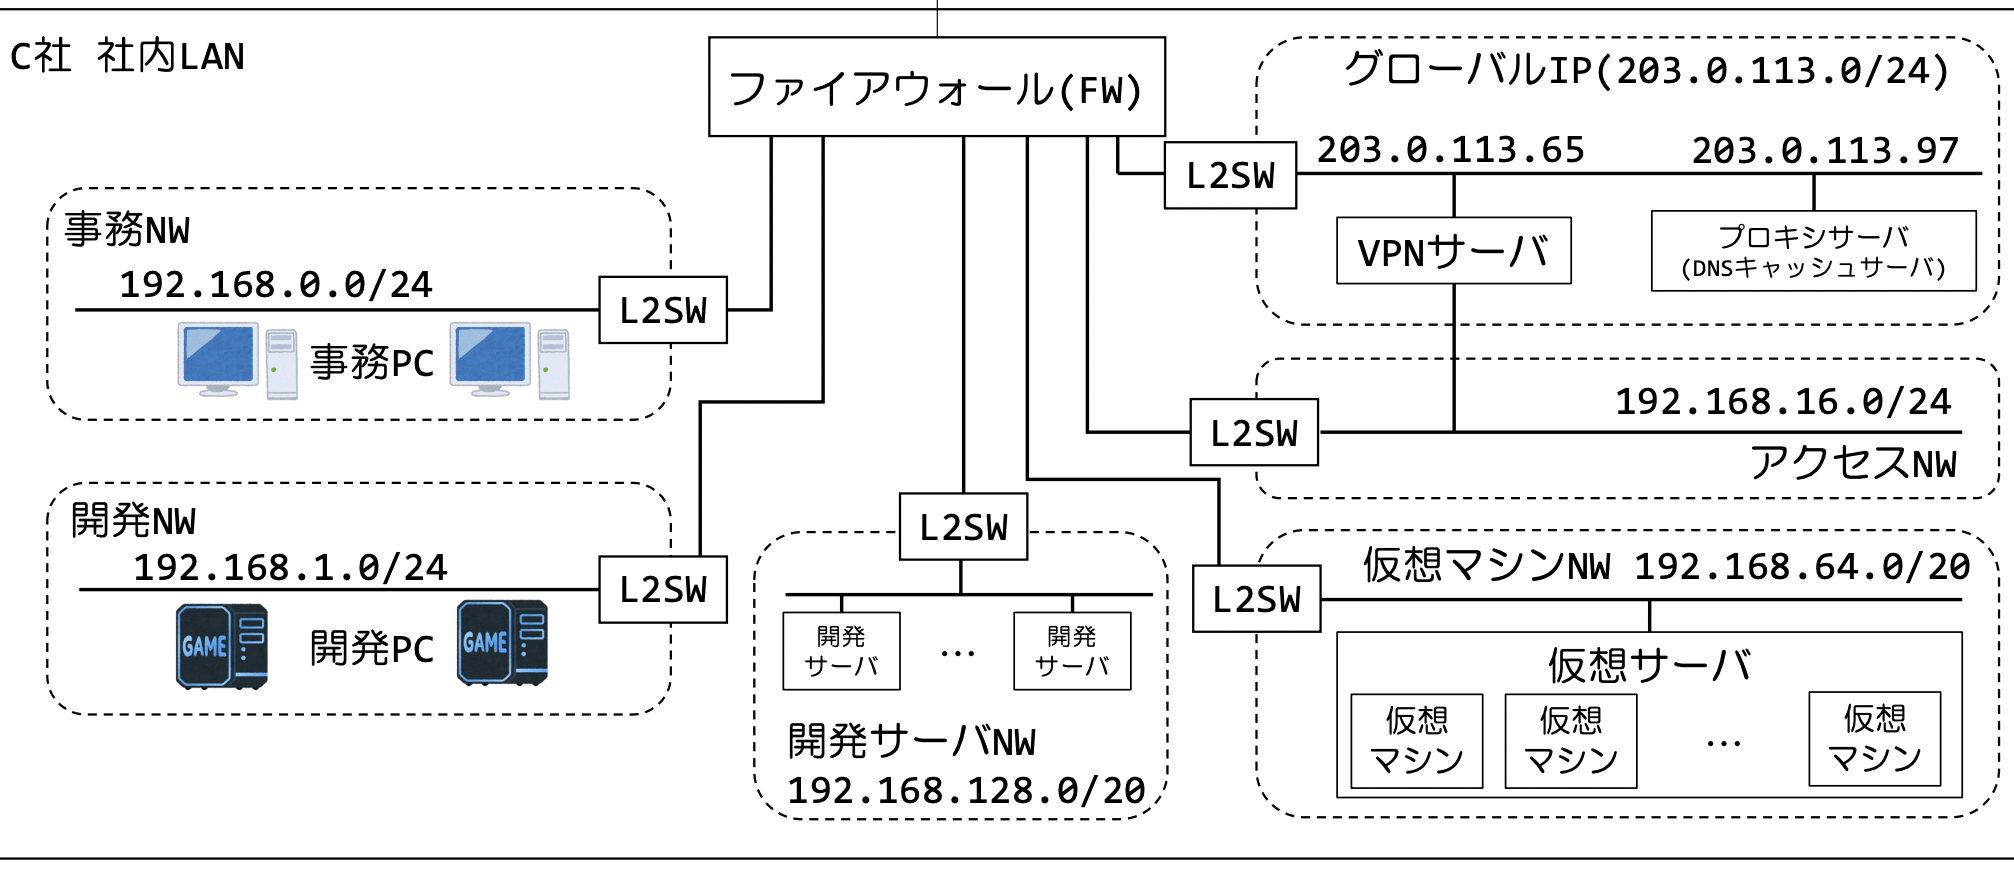 C社 社内LAN
ファイアウォール(FW)
グローバルIP(203.0.113.0/24)
L2SW
203.0.113.65
203.0.113.97
VPNサーバ
プロキシサーバ
(DNSキャッシュサーバ)
事務NW
192.168.0.0/24
L2SW
事務PC
L2SW
192.168.16.0/24
アクセスNW
開発NW
192.168.1.0/24
L2SW
GAME
開発PC
GAME
L2SW
開発
サーバ
…
開発
サーバ
開発サーバNW
192.168.128.0/20
L2SW
仮想マシンNW 192.168.64.0/20
仮想サーバ
仮想
マシン
仮想
マシン
…
仮想
マシン